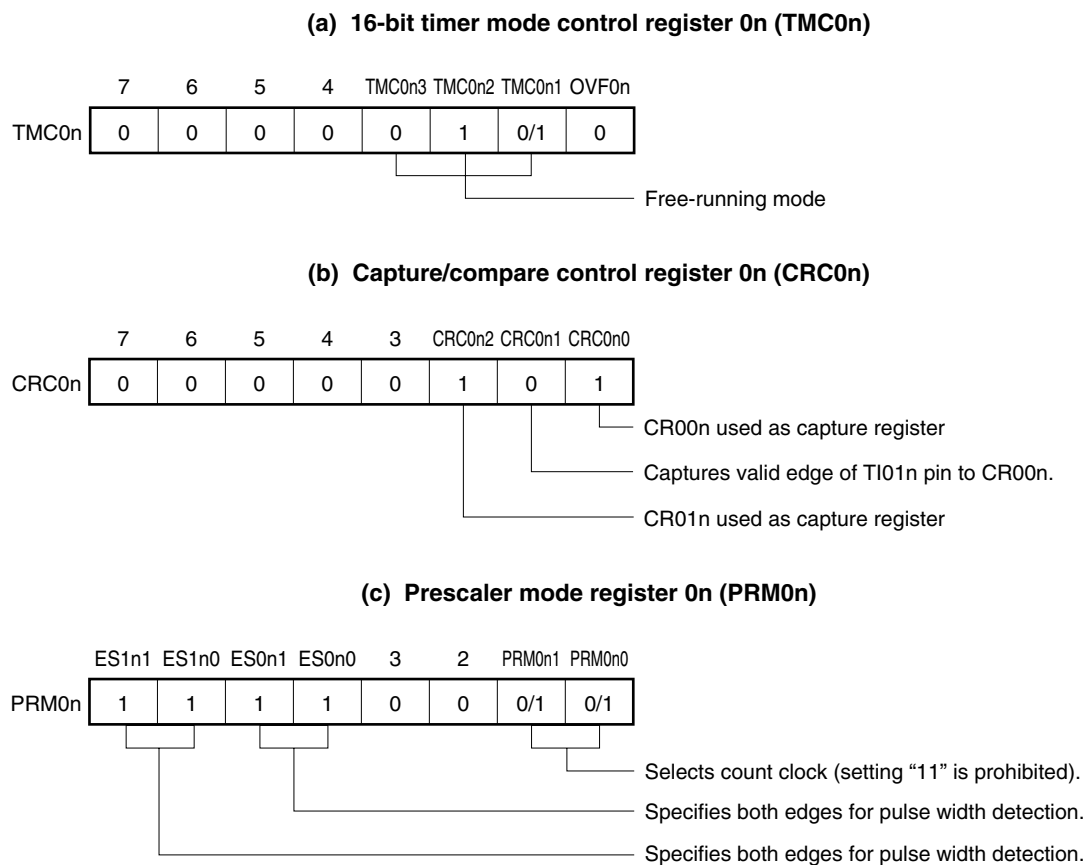 (a) 16-bit timer mode control register 0n (TMC0n)
7 6 5 4 TMC0n3 TMC0n2 TMC0n1 OVF0n
TMC0n 0 0 0 0 0 1 0/1 0
Free-running mode
(b) Capture/compare control register 0n (CRC0n)
7 6 5 4 3 CRC0n2 CRC0n1 CRC0n0
CRC0n 0 0 0 0 0 1 0 1
CR00n used as capture register
Captures valid edge of TI01n pin to CR00n.
CR01n used as capture register
(c) Prescaler mode register 0n (PRM0n)
ES1n1 ES1n0 ES0n1 ES0n0 3 2 PRM0n1 PRM0n0
PRM0n 1 1 1 1 0 0 0/1 0/1
Selects count clock (setting “11” is prohibited).
Specifies both edges for pulse width detection.
Specifies both edges for pulse width detection.